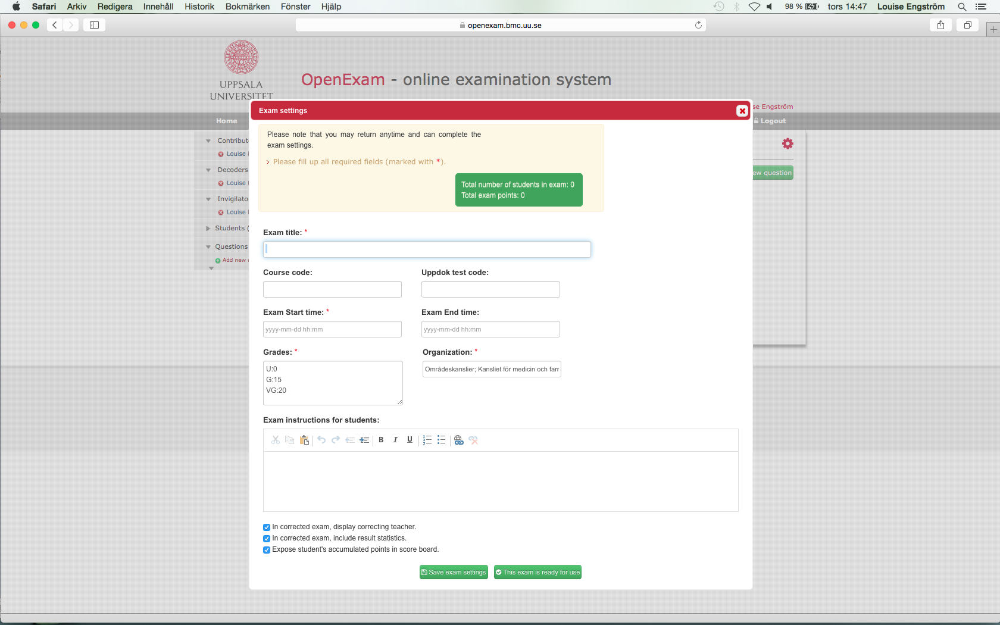 Safari Arkiv Redigera Innehåll Historik Bokmärken Fönster Hjälp 98 % tors 14:47 Louise Engström
openexam.bmc.uu.se
UPPSALA
UNIVERSITET
OpenExam - online examination system
Engström
Home
Logout
Exam settings
Please note that you may return anytime and can complete the
exam settings.
Please fill up all required fields (marked with *).
Total number of students in exam: 0
Total exam points: 0
Contribut
Louise
Decoders
Louise
Invigilato
Louise
Students (
Questions
Add new
ew question
Exam title: *
Course code:
Uppdok test code:
Exam Start time: *
Exam End time:
yyyy-mm-dd hh:mm
yyyy-mm-dd hh:mm
Grades: *
Organization: *
U:0
G:15
VG:20
Områdeskanslier; Kansliet för medicin och farm
Exam instructions for students:
B I U
In corrected exam, display correcting teacher.
In corrected exam, include result statistics.
Expose student's accumulated points in score board.
Save exam settings
This exam is ready for use